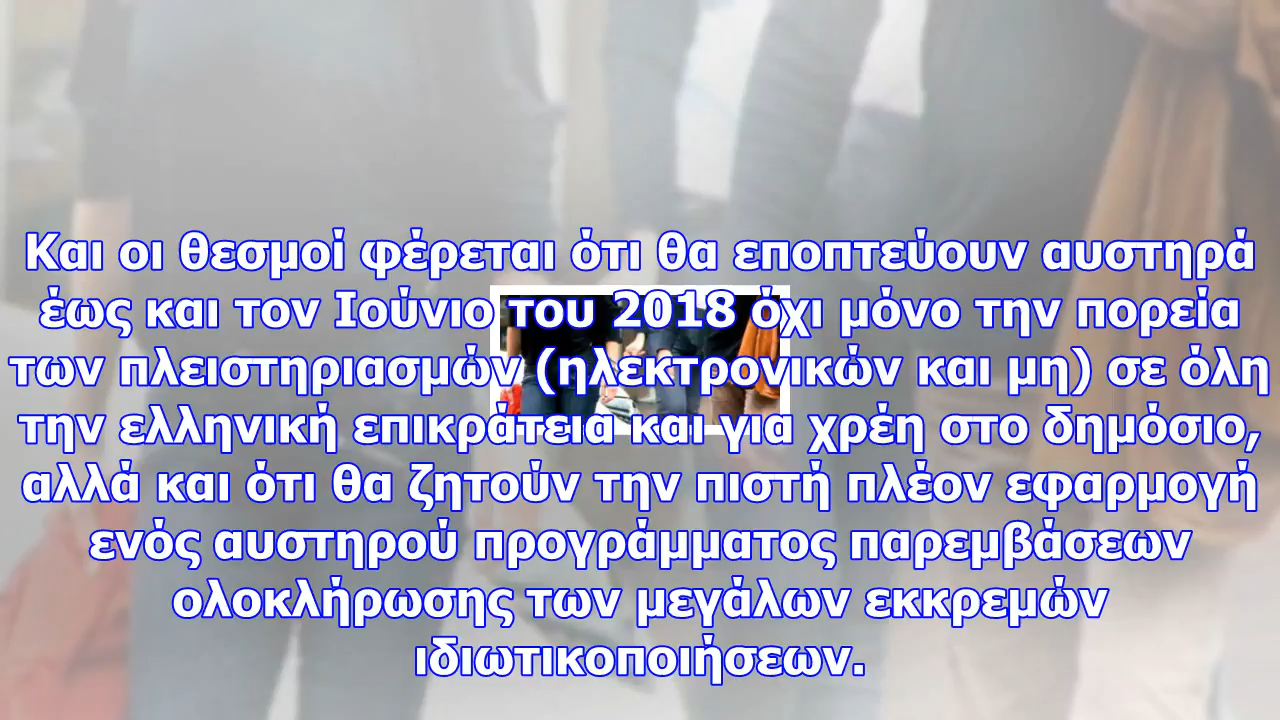 Και οι θεσμοί φέρεται ότι θα εποπτεύουν αυστηρά
έως και τον Ιούνιο του 2018 όχι μόνο την πορεία
των πλειστηριασμών (ηλεκτρονικών και μη) σε όλη
την ελληνική επικράτεια και για χρέη στο δημόσιο,
αλλά και ότι θα ζητούν την πιστή πλέον εφαρμογή
ενός αυστηρού προγράμματος παρεμβάσεων
ολοκλήρωσης των μεγάλων εκκρεμών
ιδιωτικοποιήσεων.